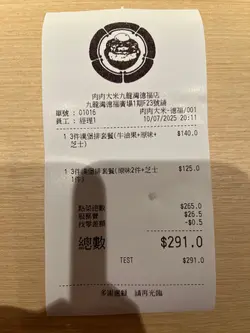 肉肉大米九龍灣德福店
九龍灣德福廣場1期F23號舖
單號 : 01016 肉肉大米-德福/001
員工 : 經理1 10/07/2025 20:11
1 3件漢堡排套餐(牛油果+原味+芝士) $140.0
1 3件漢堡排套餐(原味2件+芝士1件) $125.0
$265.0
服務費 $26.5
-$0.5
總數 $291.0
TEST $291.0
多謝惠顧 請再光臨